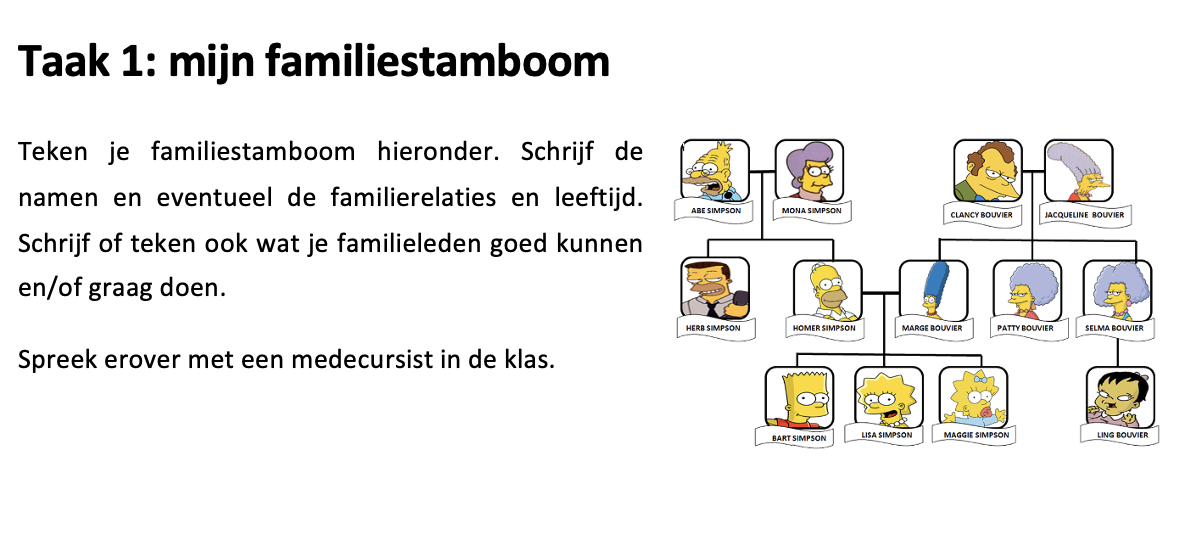 Taak 1: mijn familiestamboom
Teken je familiestamboom hieronder. Schrijf de
namen en eventueel de familierelaties en leeftijd.
Schrijf of teken ook wat je familieleden goed kunnen
en/of graag doen.
Spreek erover met een medecursist in de klas.
ABE SIMPSON
MONA SIMPSON
CLANCY BOUVIER
JACQUELINE BOUVIER
HERB SIMPSON
HOMER SIMPSON
MARGE BOUVIER
PATTY BOUVIER
SELMA BOUVIER
BART SIMPSON
LISA SIMPSON
MAGGIE SIMPSON
LING BOUVIER